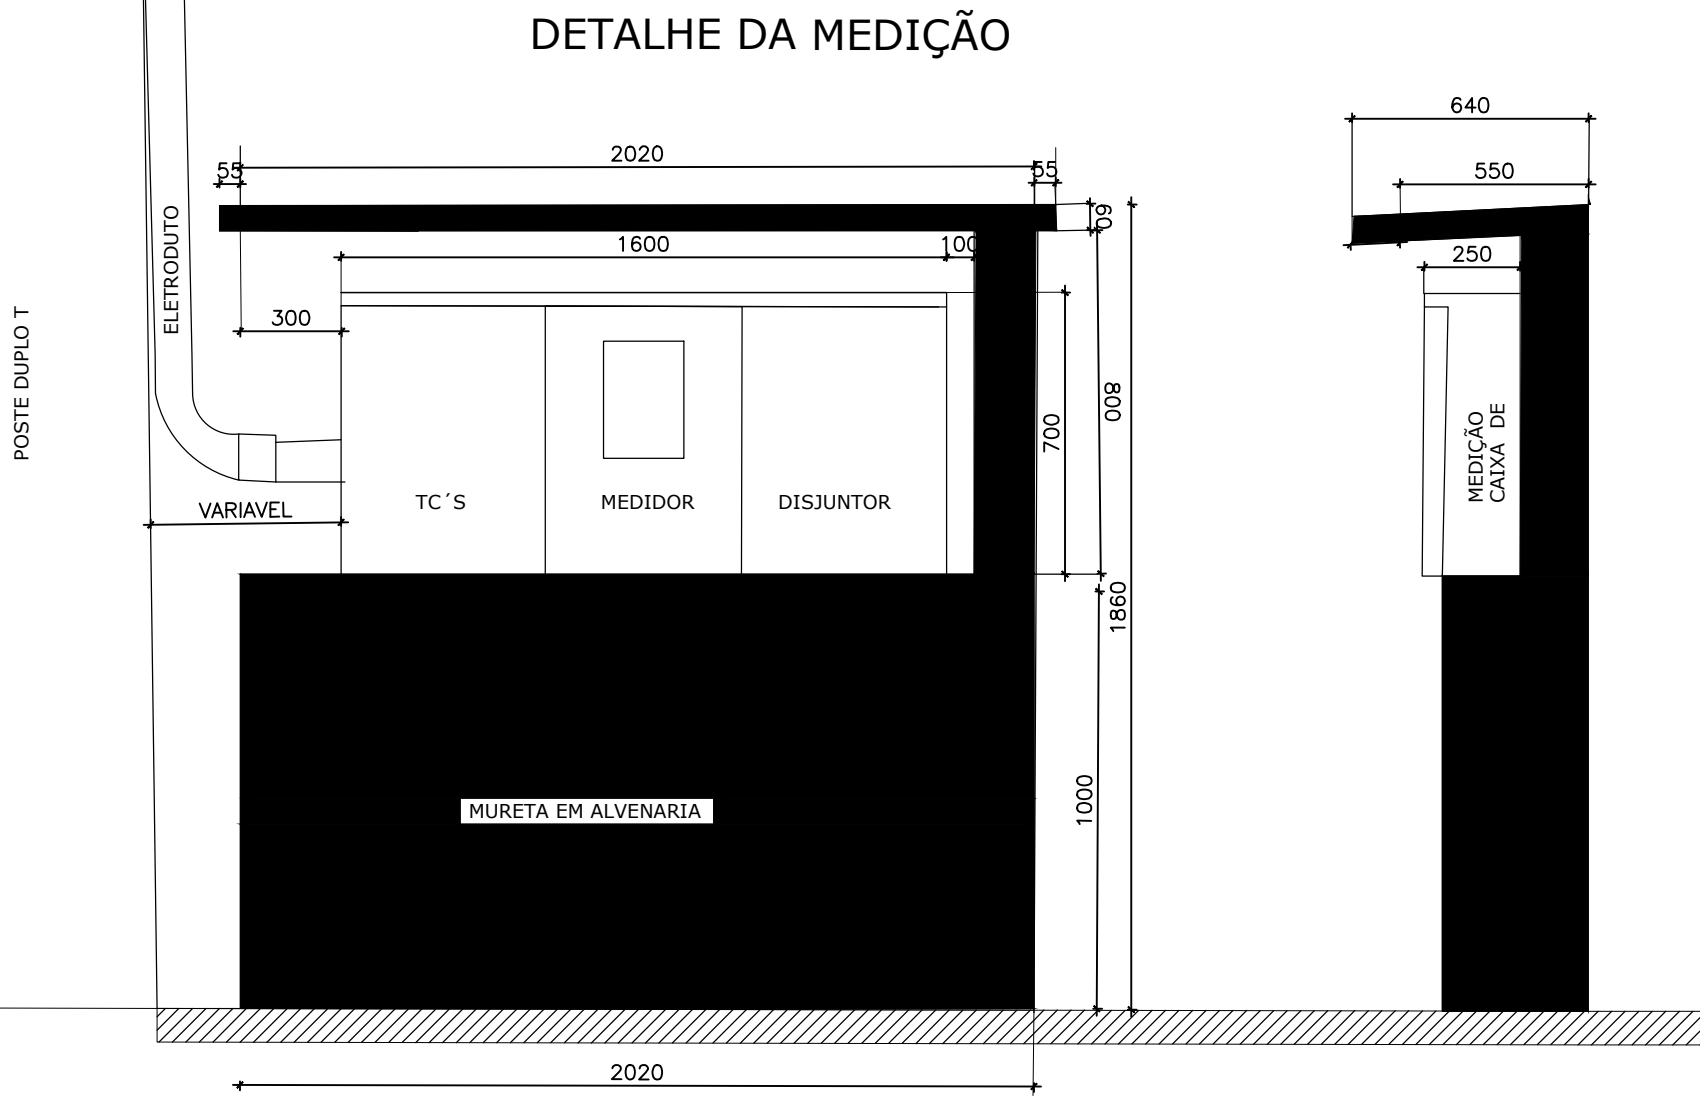 DETALHE DA MEDIÇÃO
640
2020
55
55
550
60
ELETRODUTO
1600
100
250
300
POSTE DUPLO T
800
700
MEDIÇÃO
CAIXA DE
TC´S
MEDIDOR
DISJUNTOR
VARIAVEL
1860
1000
MURETA EM ALVENARIA
2020